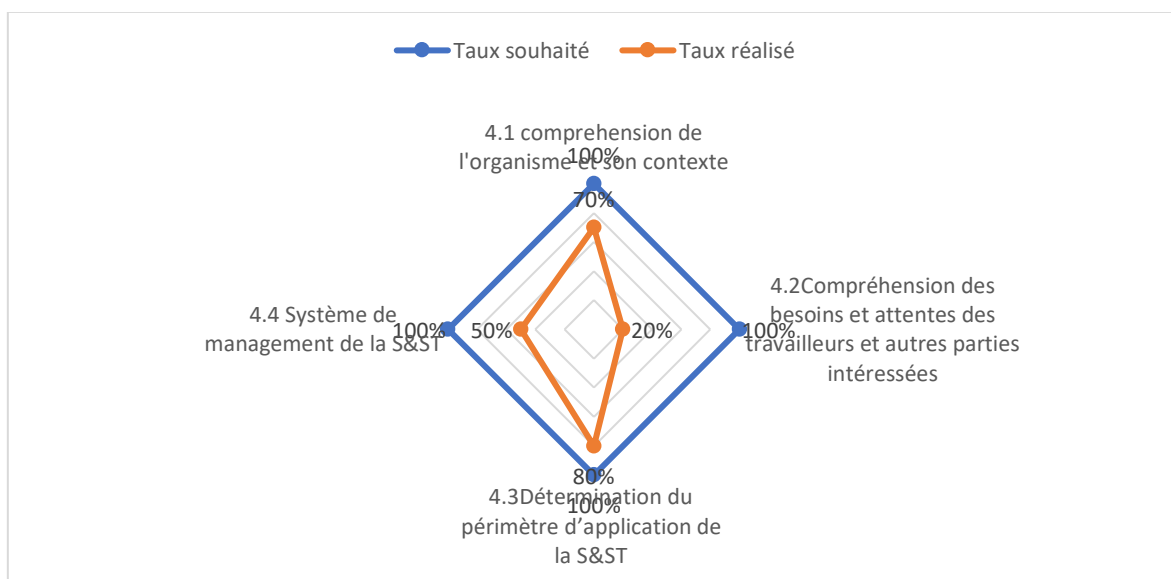 Taux souhaité Taux réalisé
4.1 comprehension de
100%
l'organisme et son contexte
70%
4.2Compréhension des
besoins et attentes des
100%
travailleurs et autres parties
intéressées
20%
4.4 Système de
100%
management de la S&ST
50%
80%
4.3Détermination du
100%
périmètre d’application de
la S&ST